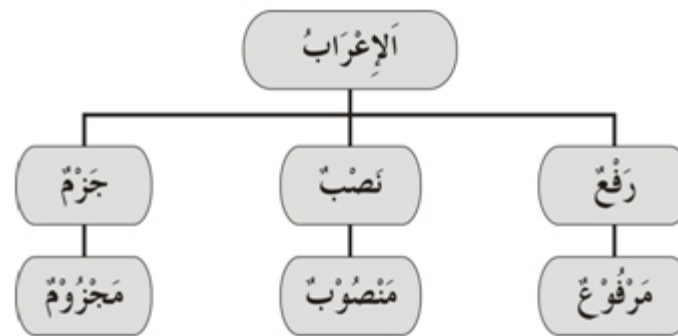 اَلإِعْرَابُ
رَفْعٌ نَصْبٌ جَزْمٌ
مَرْفُوْعٌ مَنْصُوْبٌ مَجْزُوْمٌ